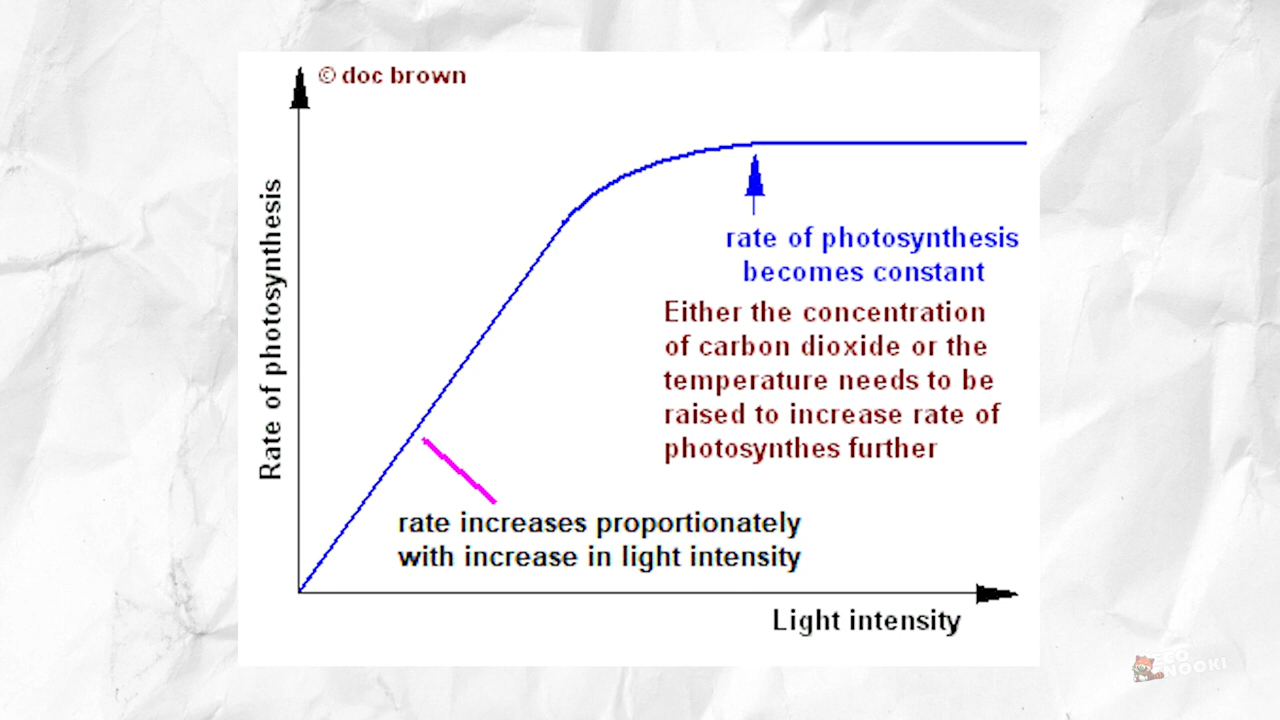 © doc brown
Rate of photosynthesis
rate of photosynthesis
becomes constant
Either the concentration
of carbon dioxide or the
temperature needs to be
raised to increase rate of
photosynthes further
rate increases proportionately
with increase in light intensity
Light intensity